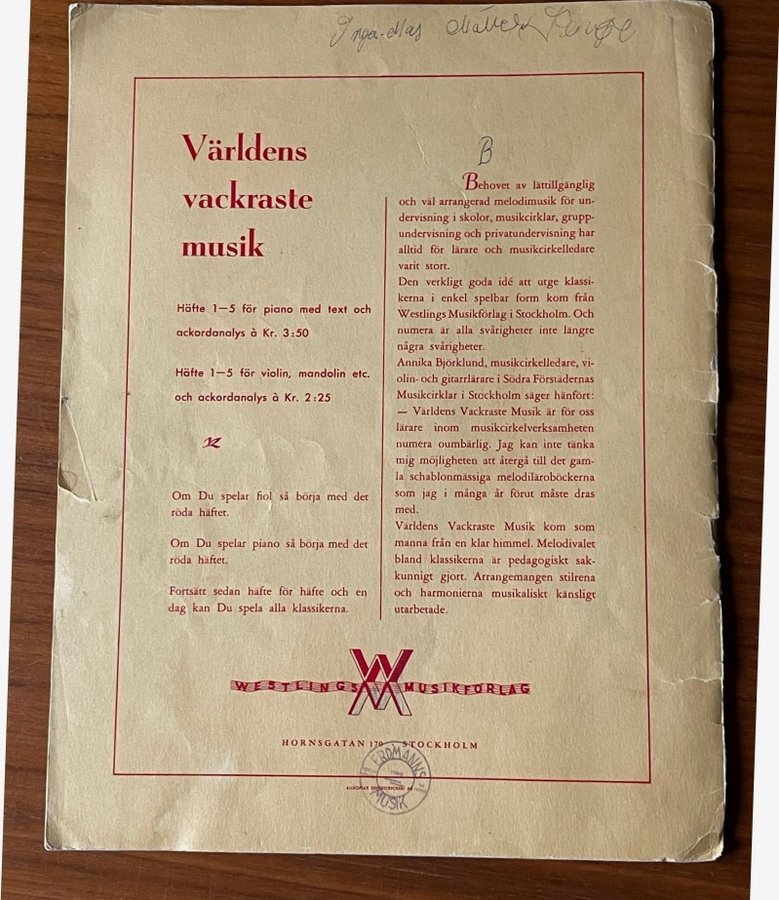 Inga-Mas
B
Världens
vackraste
musik
Häfte 1—5 för piano med text och
ackordanalys à Kr. 3:50
Häfte 1—5 för violin, mandolin etc.
och ackordanalys à Kr. 2:25
Om Du spelar fiol så börja med det
röda häftet.
Om Du spelar piano så börja med det
röda häftet.
Fortsätt sedan häfte för häfte och en
dag kan Du spela alla klassikerna.
Behovet av lättillgänglig
och väl arrangerad melodimusik för un-
dervisning i skolor, musikcirklar, grupp-
undervisning och privatundervisning har
alltid för lärare och musikcirkelledare
varit stort.
Den verkligt goda idé att utge klassi-
kerna i enkel spelbar form kom från
Westlings Musikförlag i Stockholm. Och
numera är alla svårigheter inte längre
några svårigheter.
Annika Björklund, musikcirkelledare, vi-
olin- och gitarrlärare i Södra Förstädernas
Musikcirklar i Stockholm säger hänfört:
— Världens Vackraste Musik är för oss
lärare inom musikcirkelverksamheten
numera oumbärlig. Jag kan inte tänka
mig möjligheten att återgå till det gam-
la schablonmässiga melodiläroböckerna
som jag i många år förut måste dras
med.
Världens Vackraste Musik kom som
manna från en klar himmel. Melodivalet
bland klassikerna är pedagogiskt sak-
kunnigt gjort. Arrangemangen stilrena
och harmonierna musikaliskt känsligt
utarbetade.
WESTLINGS MUSIKFÖRLAG
HORNSGATAN 170 STOCKHOLM
ERDMANNS
MUSIK